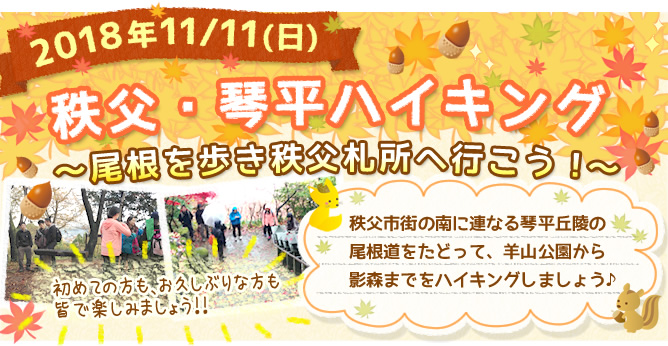 2018年11/11(日)
秩父・琴平ハイキング
～尾根を歩き秩父札所へ行こう！～
秩父市街の南に連なる琴平丘陵の
尾根道をたどって、羊山公園から
影森までをハイキングしましょう♪
初めての方も、お久しぶりな方も
皆で楽しみましょう!!